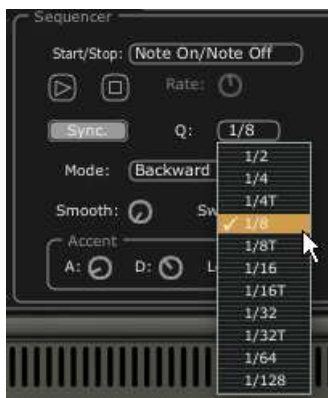 Sequencer
Start/Stop: Note On/Note Off
Rate:
Sync. Q: 1/8
1/2
Mode: Backward
1/4
1/4T
Smooth:
✓ 1/8
Accent
1/8T
A: D:
1/16
1/16T
1/32
1/32T
1/64
1/128